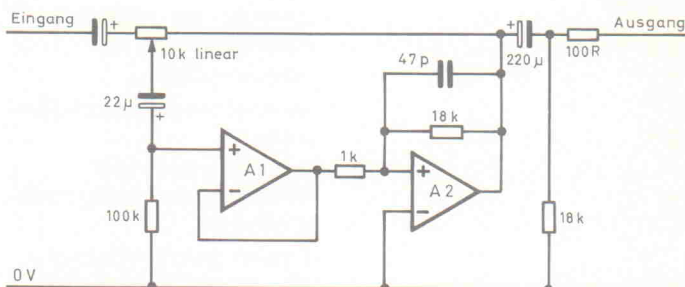 Eingang
Ausgang
10k linear
47p
220µ
100R
22µ
18k
A1
1k
A2
100k
18k
0V